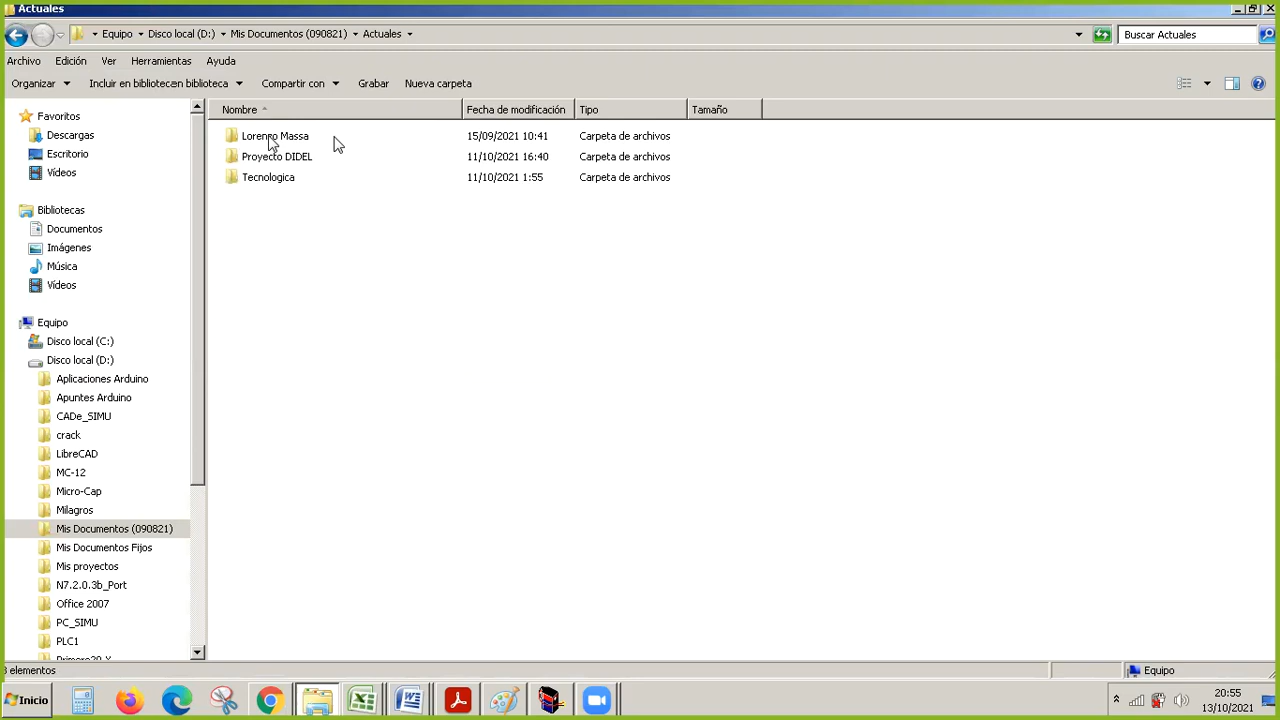 Actuales
Equipo Disco local (D:) Mis Documentos (090821) Actuales
Buscar Actuales
Archivo Edición Ver Herramientas Ayuda
Organizar Incluir en bibliotecaen biblioteca Compartir con Grabar Nueva carpeta
Nombre Fecha de modificación Tipo Tamaño
Lorenzo Massa 15/09/2021 10:41 Carpeta de archivos
Proyecto DIDEL 11/10/2021 16:40 Carpeta de archivos
Tecnologica 11/10/2021 1:55 Carpeta de archivos
Favoritos
Descargas
Escritorio
Vídeos
Bibliotecas
Documentos
Imágenes
Música
Vídeos
Equipo
Disco local (C:)
Disco local (D:)
Aplicaciones Arduino
Apuntes Arduino
CADe_SIMU
crack
LibreCAD
MC-12
Micro-Cap
Milagros
Mis Documentos (090821)
Mis Documentos Fijos
Mis proyectos
N7.2.0.3b_Port
Office 2007
PC_SIMU
PLC1
3 elementos
Equipo
Inicio
20:55
13/10/2021